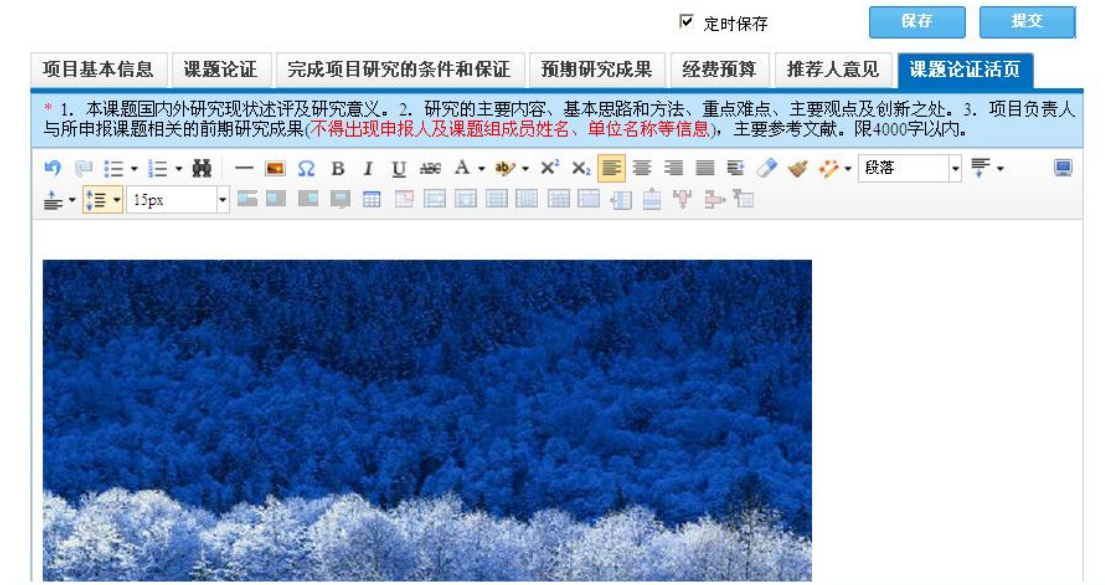 定时保存 保存 提交
项目基本信息 课题论证 完成项目研究的条件和保证 预期研究成果 经费预算 推荐人意见 课题论证活页
* 1. 本课题国内外研究现状述评及研究意义。2. 研究的主要内容、基本思路和方法、重点难点、主要观点及创新之处。3. 项目负责人
与所申报课题相关的前期研究成果(不得出现申报人及课题组成员姓名、单位名称等信息), 主要参考文献。限4000字以内。
Ω B I U ABC A ab X² X₂ 段落
15px